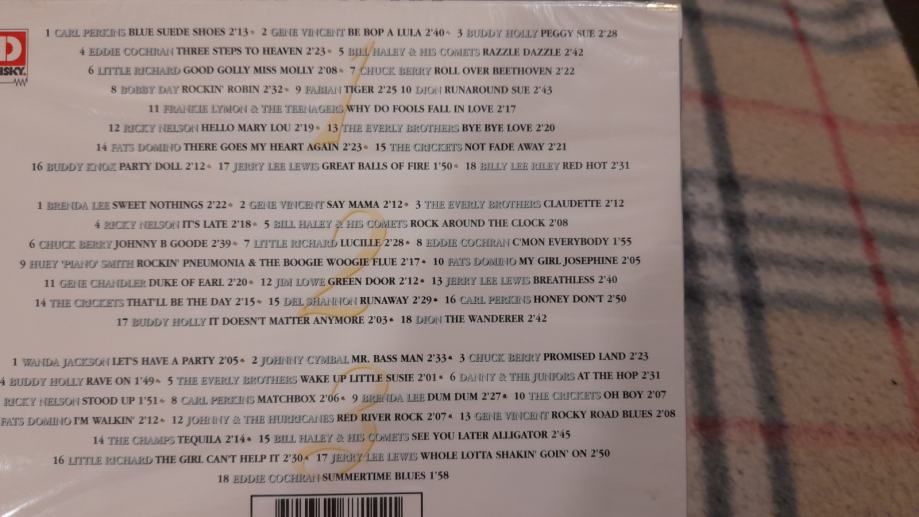 D
ISKY.
1 CARL PERKINS BLUE SUEDE SHOES 2'13• 2 GENE VINCENT BE BOP A LULA 2'40• 3 BUDDY HOLLY PEGGY SUE 2'28
4 EDDIE COCHRAN THREE STEPS TO HEAVEN 2'23• 5 BILL HALEY & HIS COMETS RAZZLE DAZZLE 2'42
6 LITTLE RICHARD GOOD GOLLY MISS MOLLY 2'08• 7 CHUCK BERRY ROLL OVER BEETHOVEN 2'22
8 BOBBY DAY ROCKIN' ROBIN 2'32• 9 FABIAN TIGER 2'25 10 DION RUNAROUND SUE 2'43
11 FRANKIE LYMON & THE TEENAGERS WHY DO FOOLS FALL IN LOVE 2'17
12 RICKY NELSON HELLO MARY LOU 2'19• 13 THE EVERLY BROTHERS BYE BYE LOVE 2'20
14 FATS DOMINO THERE GOES MY HEART AGAIN 2'23• 15 THE CRICKETS NOT FADE AWAY 2'21
16 BUDDY KNOX PARTY DOLL 2'12• 17 JERRY LEE LEWIS GREAT BALLS OF FIRE 1'50• 18 BILLY LEE RILEY RED HOT 2'31
1
1 BRENDA LEE SWEET NOTHINGS 2'22• 2 GENE VINCENT SAY MAMA 2'12• 3 THE EVERLY BROTHERS CLAUDETTE 2'12
4 RICKY NELSON IT'S LATE 2'18• 5 BILL HALEY & HIS COMETS ROCK AROUND THE CLOCK 2'08
6 CHUCK BERRY JOHNNY B GOODE 2'39• 7 LITTLE RICHARD LUCILLE 2'28• 8 EDDIE COCHRAN C'MON EVERYBODY 1'55
9 HUEY 'PIANO' SMITH ROCKIN' PNEUMONIA & THE BOOGIE WOOGIE FLUE 2'17• 10 FATS DOMINO MY GIRL JOSEPHINE 2'05
11 GENE CHANDLER DUKE OF EARL 2'20• 12 JIM LOWE GREEN DOOR 2'12• 13 JERRY LEE LEWIS BREATHLESS 2'40
14 THE CRICKETS THAT'LL BE THE DAY 2'15• 15 DEL SHANNON RUNAWAY 2'29• 16 CARL PERKINS HONEY DON'T 2'50
17 BUDDY HOLLY IT DOESN'T MATTER ANYMORE 2'03• 18 DION THE WANDERER 2'42
2
1 WANDA JACKSON LET'S HAVE A PARTY 2'05• 2 JOHNNY CYMBAL MR. BASS MAN 2'33• 3 CHUCK BERRY PROMISED LAND 2'23
4 BUDDY HOLLY RAVE ON 1'49• 5 THE EVERLY BROTHERS WAKE UP LITTLE SUSIE 2'01• 6 DANNY & THE JUNIORS AT THE HOP 2'31
RICKY NELSON STOOD UP 1'51• 8 CARL PERKINS MATCHBOX 2'06• 9 BRENDA LEE DUM DUM 2'27• 10 THE CRICKETS OH BOY 2'07
FATS DOMINO I'M WALKIN' 2'12• 12 JOHNNY & THE HURRICANES RED RIVER ROCK 2'07• 13 GENE VINCENT ROCKY ROAD BLUES 2'08
14 THE CHAMPS TEQUILA 2'14• 15 BILL HALEY & HIS COMETS SEE YOU LATER ALLIGATOR 2'45
16 LITTLE RICHARD THE GIRL CAN'T HELP IT 2'30• 17 JERRY LEE LEWIS WHOLE LOTTA SHAKIN' GOIN' ON 2'50
18 EDDIE COCHRAN SUMMERTIME BLUES 1'58
3